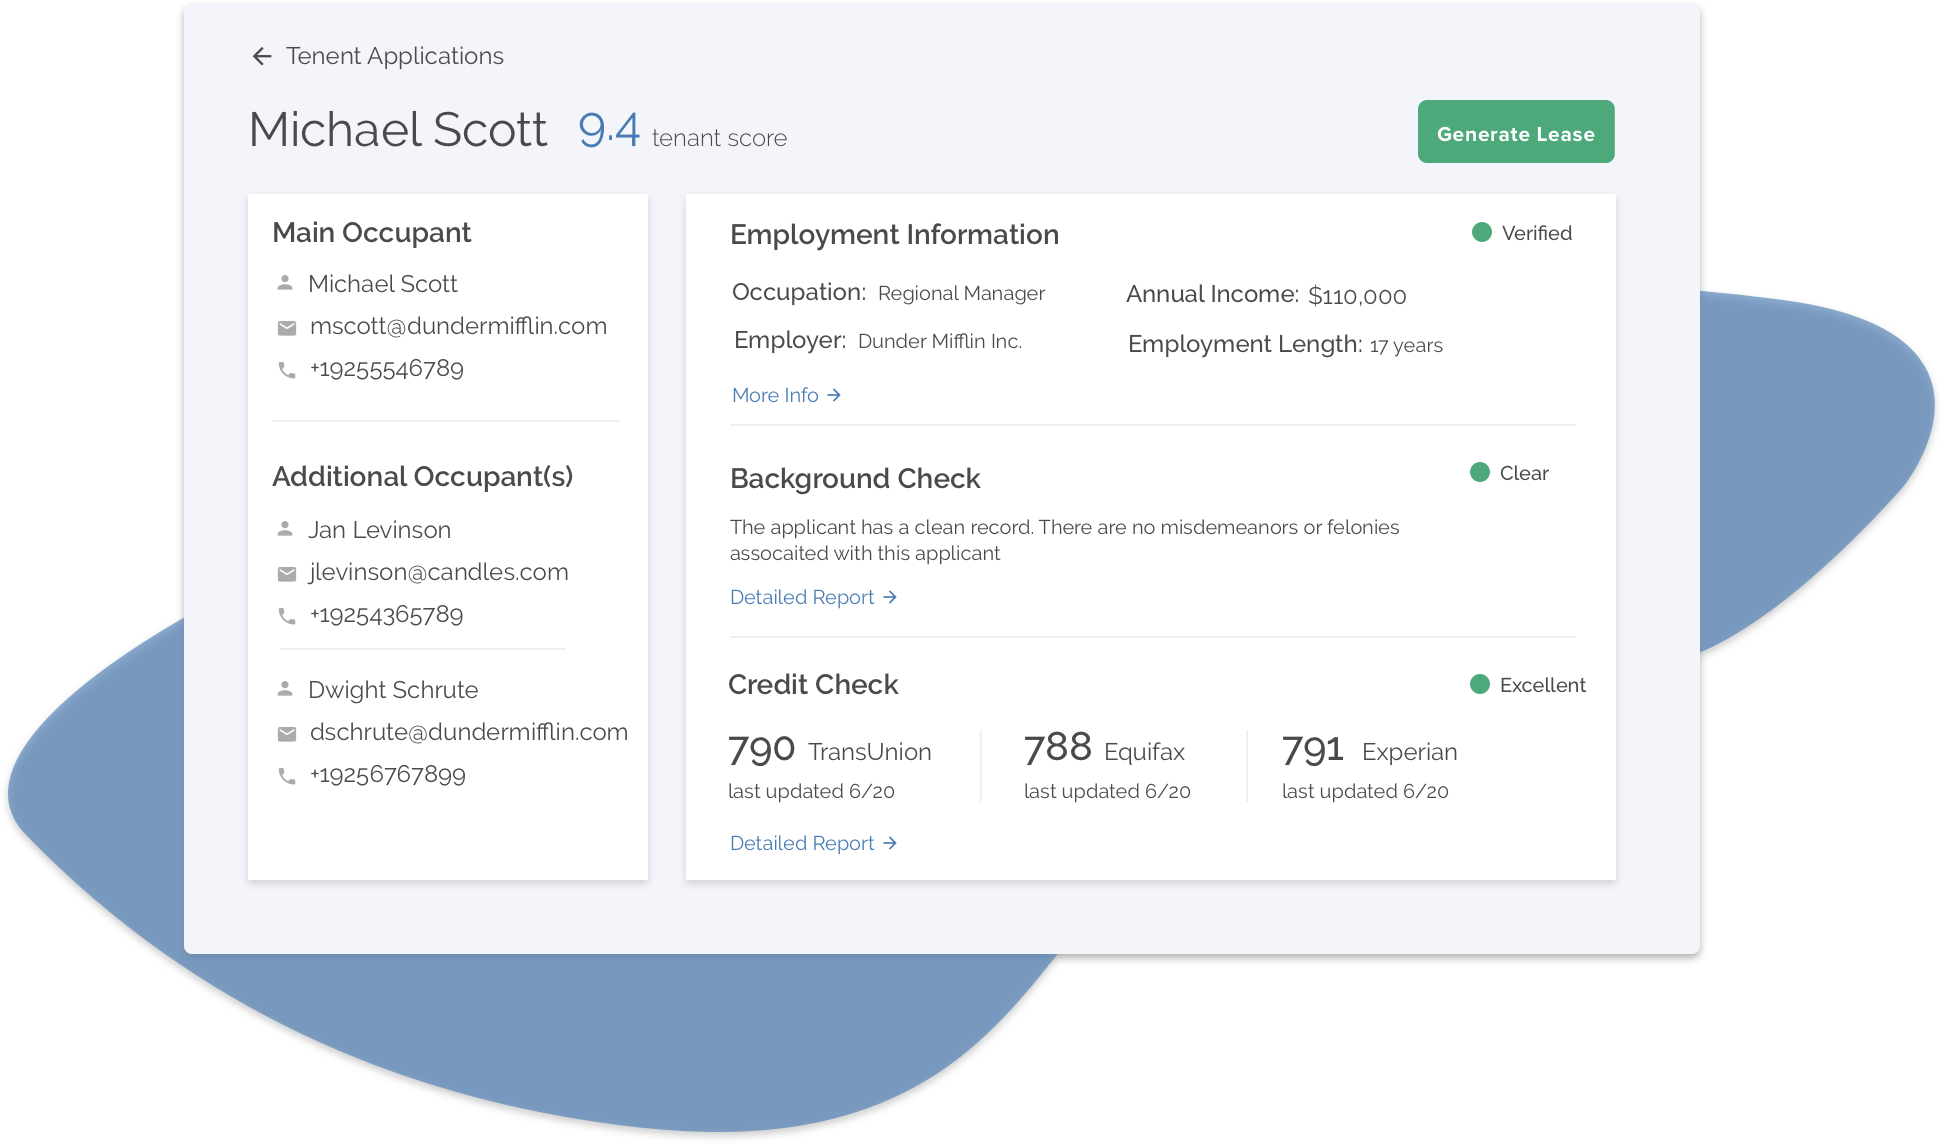 Tenent Applications
Michael Scott 9.4 tenant score
Generate Lease
Main Occupant
Michael Scott
mscott@dundermifflin.com
+19255546789
Additional Occupant(s)
Jan Levinson
jlevinson@candles.com
+19254365789
Dwight Schrute
dschrute@dundermifflin.com
+19256767899
Employment Information
Verified
Occupation: Regional Manager
Annual Income: $110,000
Employer: Dunder Mifflin Inc.
Employment Length: 17 years
More Info →
Background Check
Clear
The applicant has a clean record. There are no misdemeanors or felonies
assocaited with this applicant
Detailed Report →
Credit Check
Excellent
790 TransUnion
last updated 6/20
788 Equifax
last updated 6/20
791 Experian
last updated 6/20
Detailed Report →